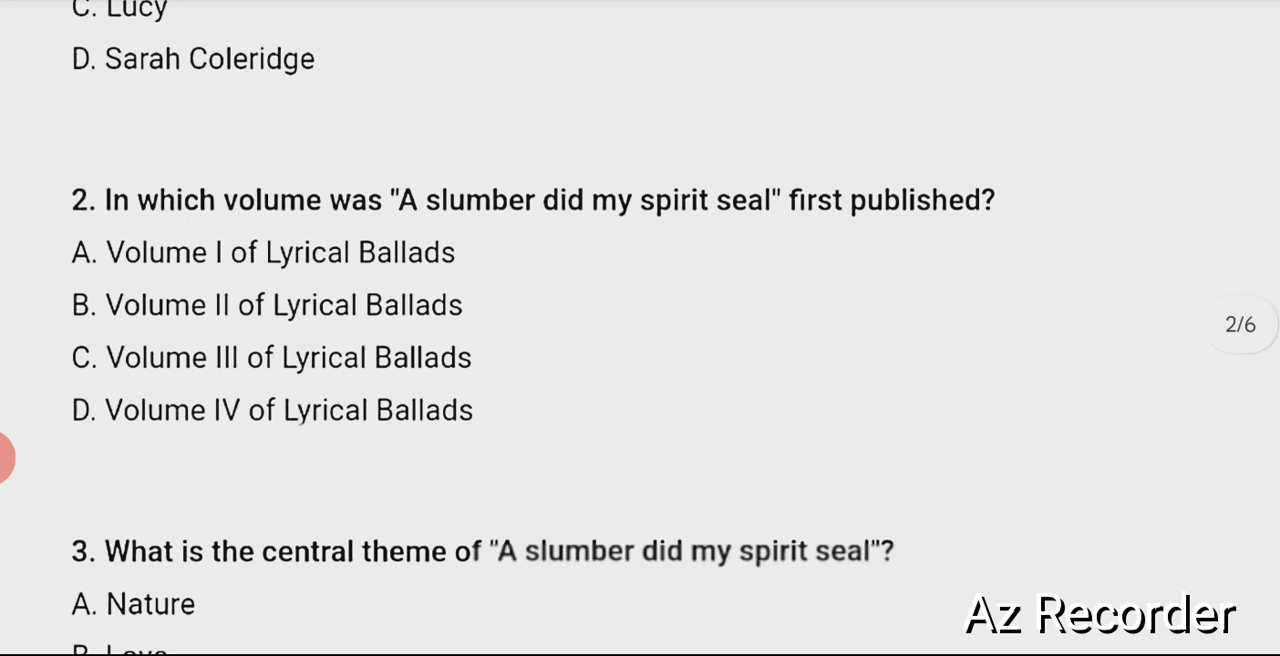 C. Lucy
D. Sarah Coleridge
2. In which volume was "A slumber did my spirit seal" first published?
A. Volume I of Lyrical Ballads
B. Volume II of Lyrical Ballads
C. Volume III of Lyrical Ballads
D. Volume IV of Lyrical Ballads
2/6
3. What is the central theme of "A slumber did my spirit seal"?
A. Nature
B. Love
Az Recorder